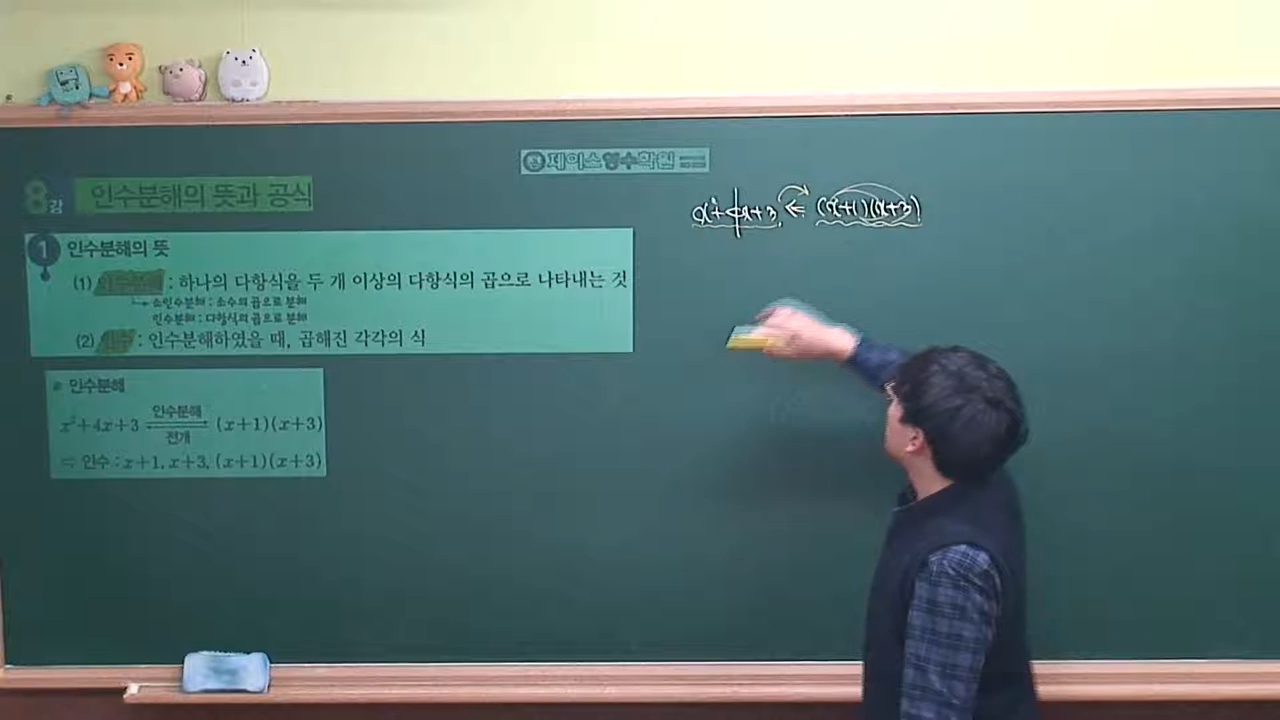 제이스영수학원
8강 인수분해의 뜻과 공식
x²+4x+3 ⇐ (x+1)(x+3)
1 인수분해의 뜻
(1) 인수분해 : 하나의 다항식을 두 개 이상의 다항식의 곱으로 나타내는 것
소인수분해 : 소수의 곱으로 분해
인수분해 : 다항식의 곱으로 분해
(2) 인수 : 인수분해하였을 때, 곱해진 각각의 식
인수분해
x²+4x+3 인수분해 전개 (x+1)(x+3)
⇨ 인수 : x+1, x+3, (x+1)(x+3)